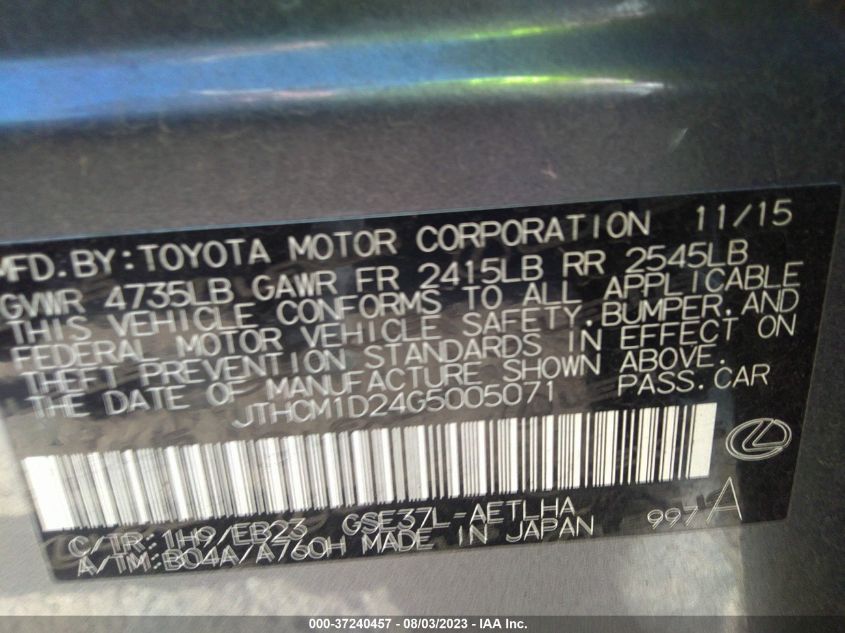 MFD. BY: TOYOTA MOTOR CORPORATION 11/15
GVWR 4735LB GAWR FR 2415LB RR 2545LB
THIS VEHICLE CONFORMS TO ALL APPLICABLE
FEDERAL MOTOR VEHICLE SAFETY, BUMPER, AND
THEFT PREVENTION STANDARDS IN EFFECT ON
THE DATE OF MANUFACTURE SHOWN ABOVE.
JTHCM1D24G5005071 PASS. CAR
C/TR: 1H9/EB23 GSE37L-AETLHA
A/TM: B04A/A760H MADE IN JAPAN 997 A
000-37240457 - 08/03/2023 - IAA Inc.